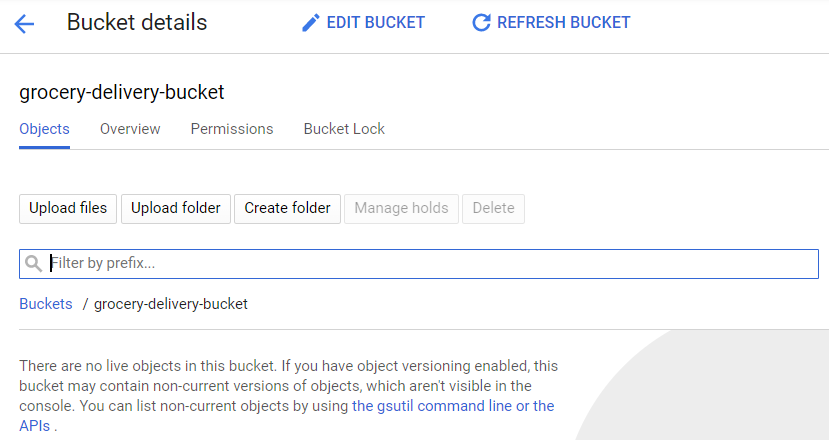 Bucket details EDIT BUCKET REFRESH BUCKET
grocery-delivery-bucket
Objects Overview Permissions Bucket Lock
Upload files Upload folder Create folder Manage holds Delete
Filter by prefix...
Buckets / grocery-delivery-bucket
There are no live objects in this bucket. If you have object versioning enabled, this
bucket may contain non-current versions of objects, which aren't visible in the
console. You can list non-current objects by using the gsutil command line or the
APIs .